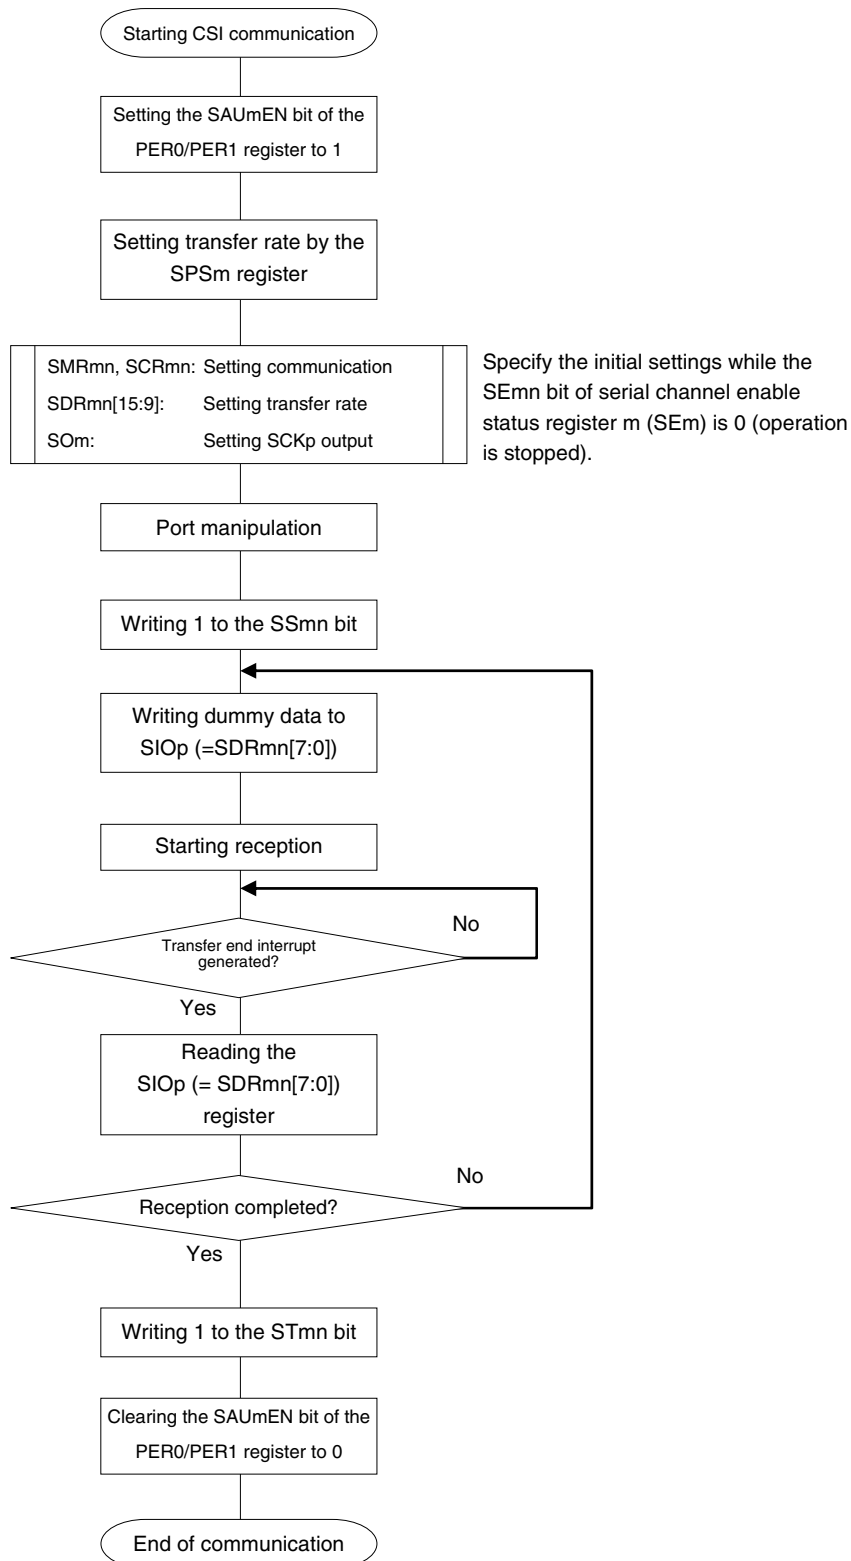 Starting CSI communication
Setting the SAUmEN bit of the
PER0/PER1 register to 1
Setting transfer rate by the
SPSm register
SMRmn, SCRmn: Setting communication
SDRmn[15:9]: Setting transfer rate
SOm: Setting SCKp output
Specify the initial settings while the
SEmn bit of serial channel enable
status register m (SEm) is 0 (operation
is stopped).
Port manipulation
Writing 1 to the SSmn bit
Writing dummy data to
SIOp (=SDRmn[7:0])
Starting reception
No
Transfer end interrupt
generated?
Yes
Reading the
SIOp (= SDRmn[7:0])
register
No
Reception completed?
Yes
Writing 1 to the STmn bit
Clearing the SAUmEN bit of the
PER0/PER1 register to 0
End of communication